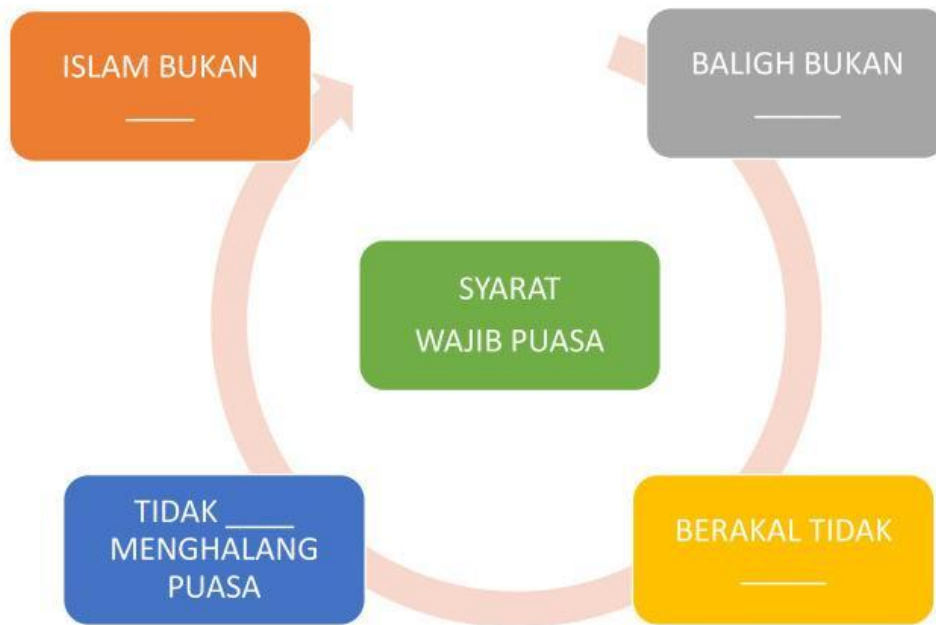 ISLAM BUKAN
____
BALIGH BUKAN
_____
SYARAT
WAJIB PUASA
TIDAK ____
MENGHALANG
PUASA
BERAKAL TIDAK
_____